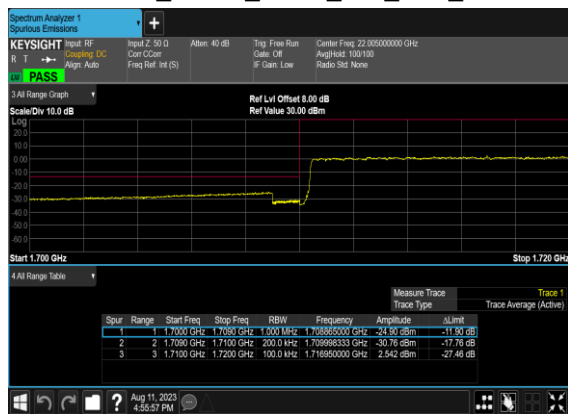 Spectrum Analyzer 1
Spurious Emissions
KEYSIGHT Input: RF Input Z: 50 Ω Atten: 40 dB Trig: Free Run Center Freq: 22.005000000 GHz
R T Coupling: DC Corr CCorr Gate: Off Avg|Hold: 100/100
Align: Auto Freq Ref: Int (S) IF Gain: Low Radio Std: None
PASS
3 All Range Graph
Ref Lvl Offset 8.00 dB
Scale/Div 10.0 dB Ref Value 30.00 dBm
Log
20.0
10.0
0.00
-10.0
-20.0
-30.0
-40.0
-50.0
-60.0
Start 1.700 GHz Stop 1.720 GHz
4 All Range Table
Measure Trace Trace 1
Trace Type Trace Average (Active)
Spur Range Start Freq Stop Freq RBW Frequency Amplitude ΔLimit
1 1 1.7000 GHz 1.7090 GHz 1.000 MHz 1.708865000 GHz -24.90 dBm -11.90 dB
2 2 1.7090 GHz 1.7100 GHz 200.0 kHz 1.709998333 GHz -30.76 dBm -17.76 dB
3 3 1.7100 GHz 1.7200 GHz 100.0 kHz 1.716950000 GHz 2.542 dBm -27.46 dB
Aug 11, 2023
4:55:57 PM